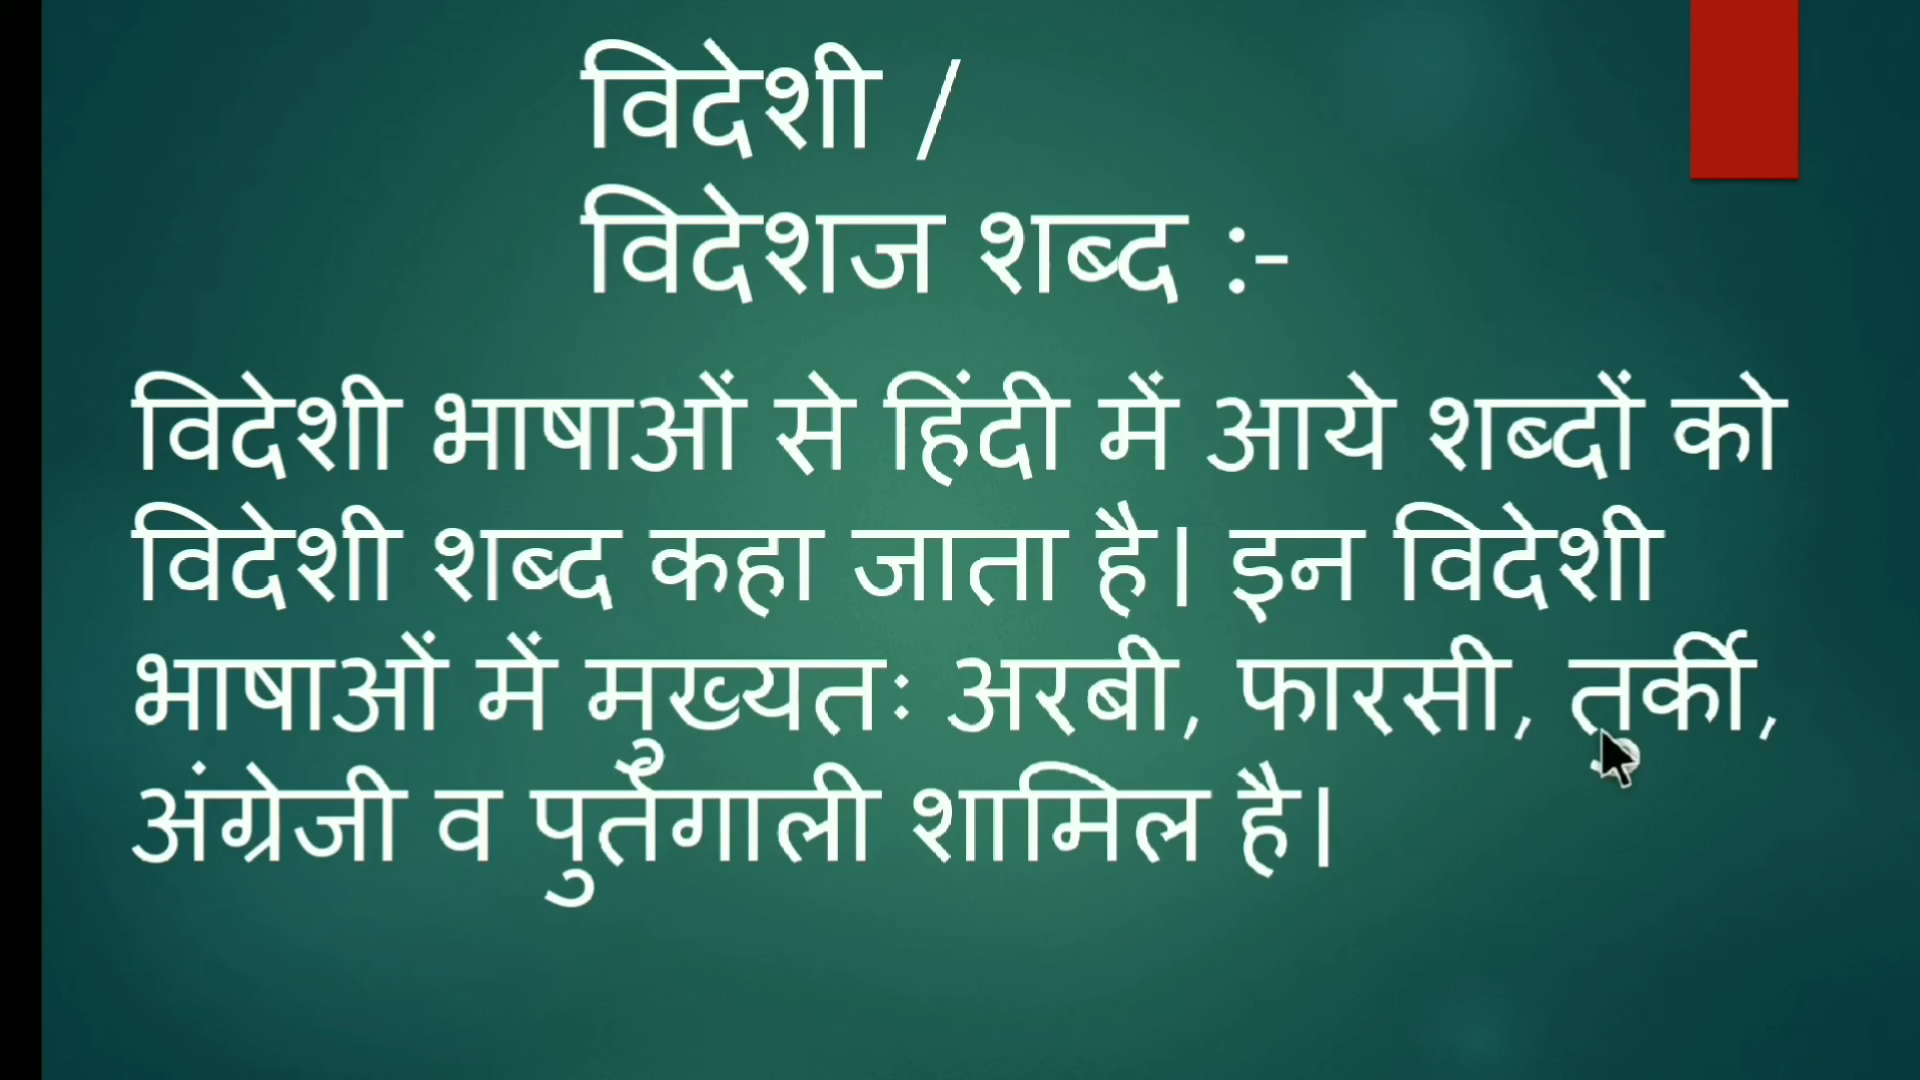 विदेशी /
विदेशज शब्द :-
विदेशी भाषाओं से हिंदी में आये शब्दों को
विदेशी शब्द कहा जाता है। इन विदेशी
भाषाओं में मुख्यतः अरबी, फारसी, तुर्की,
अंग्रेजी व पुर्तगाली शामिल है।